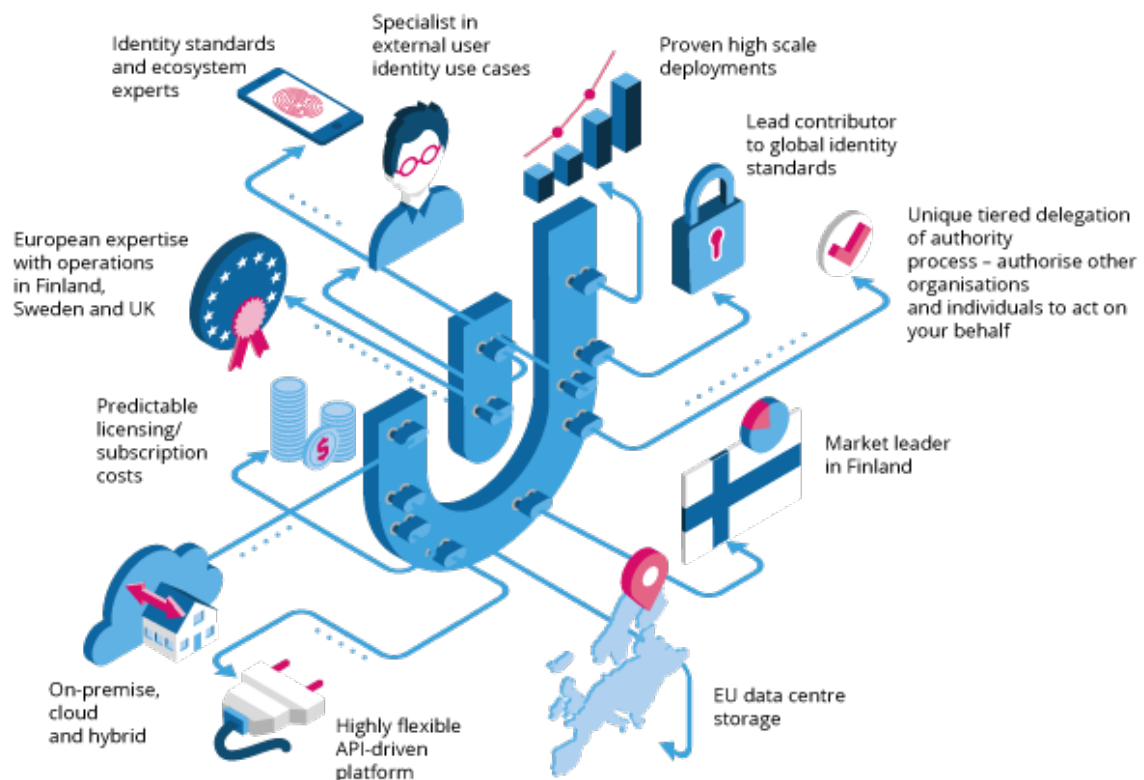 Identity standards
and ecosystem
experts
Specialist in
external user
identity use cases
Proven high scale
deployments
Lead contributor
to global identity
standards
Unique tiered delegation
of authority
process – authorise other
organisations
and individuals to act on
your behalf
European expertise
with operations
in Finland,
Sweden and UK
Predictable
licensing/
subscription
costs
$
Market leader
in Finland
On-premise,
cloud
and hybrid
Highly flexible
API-driven
platform
EU data centre
storage